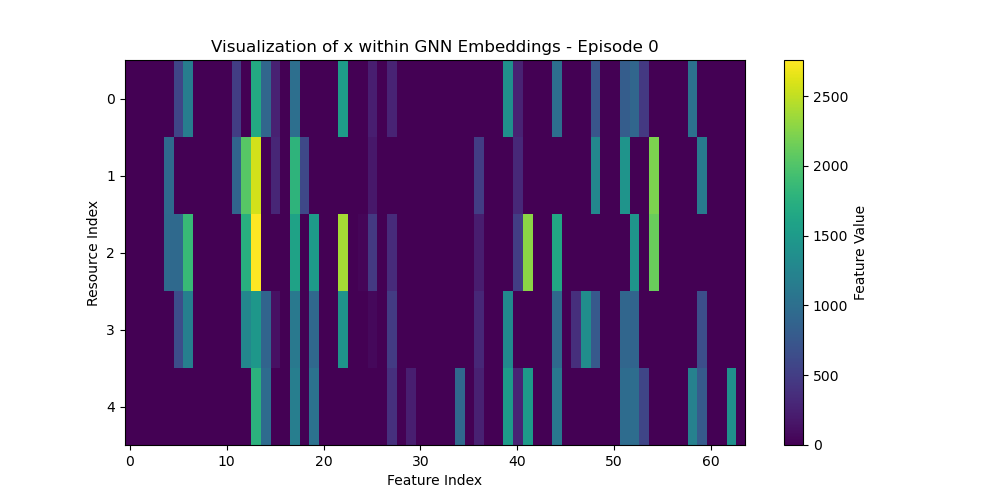 Visualization of x within GNN Embeddings - Episode 0
Resource Index
0
1
2
3
4
0 10 20 30 40 50 60
Feature Index
2500
2000
1500
1000
500
0
Feature Value